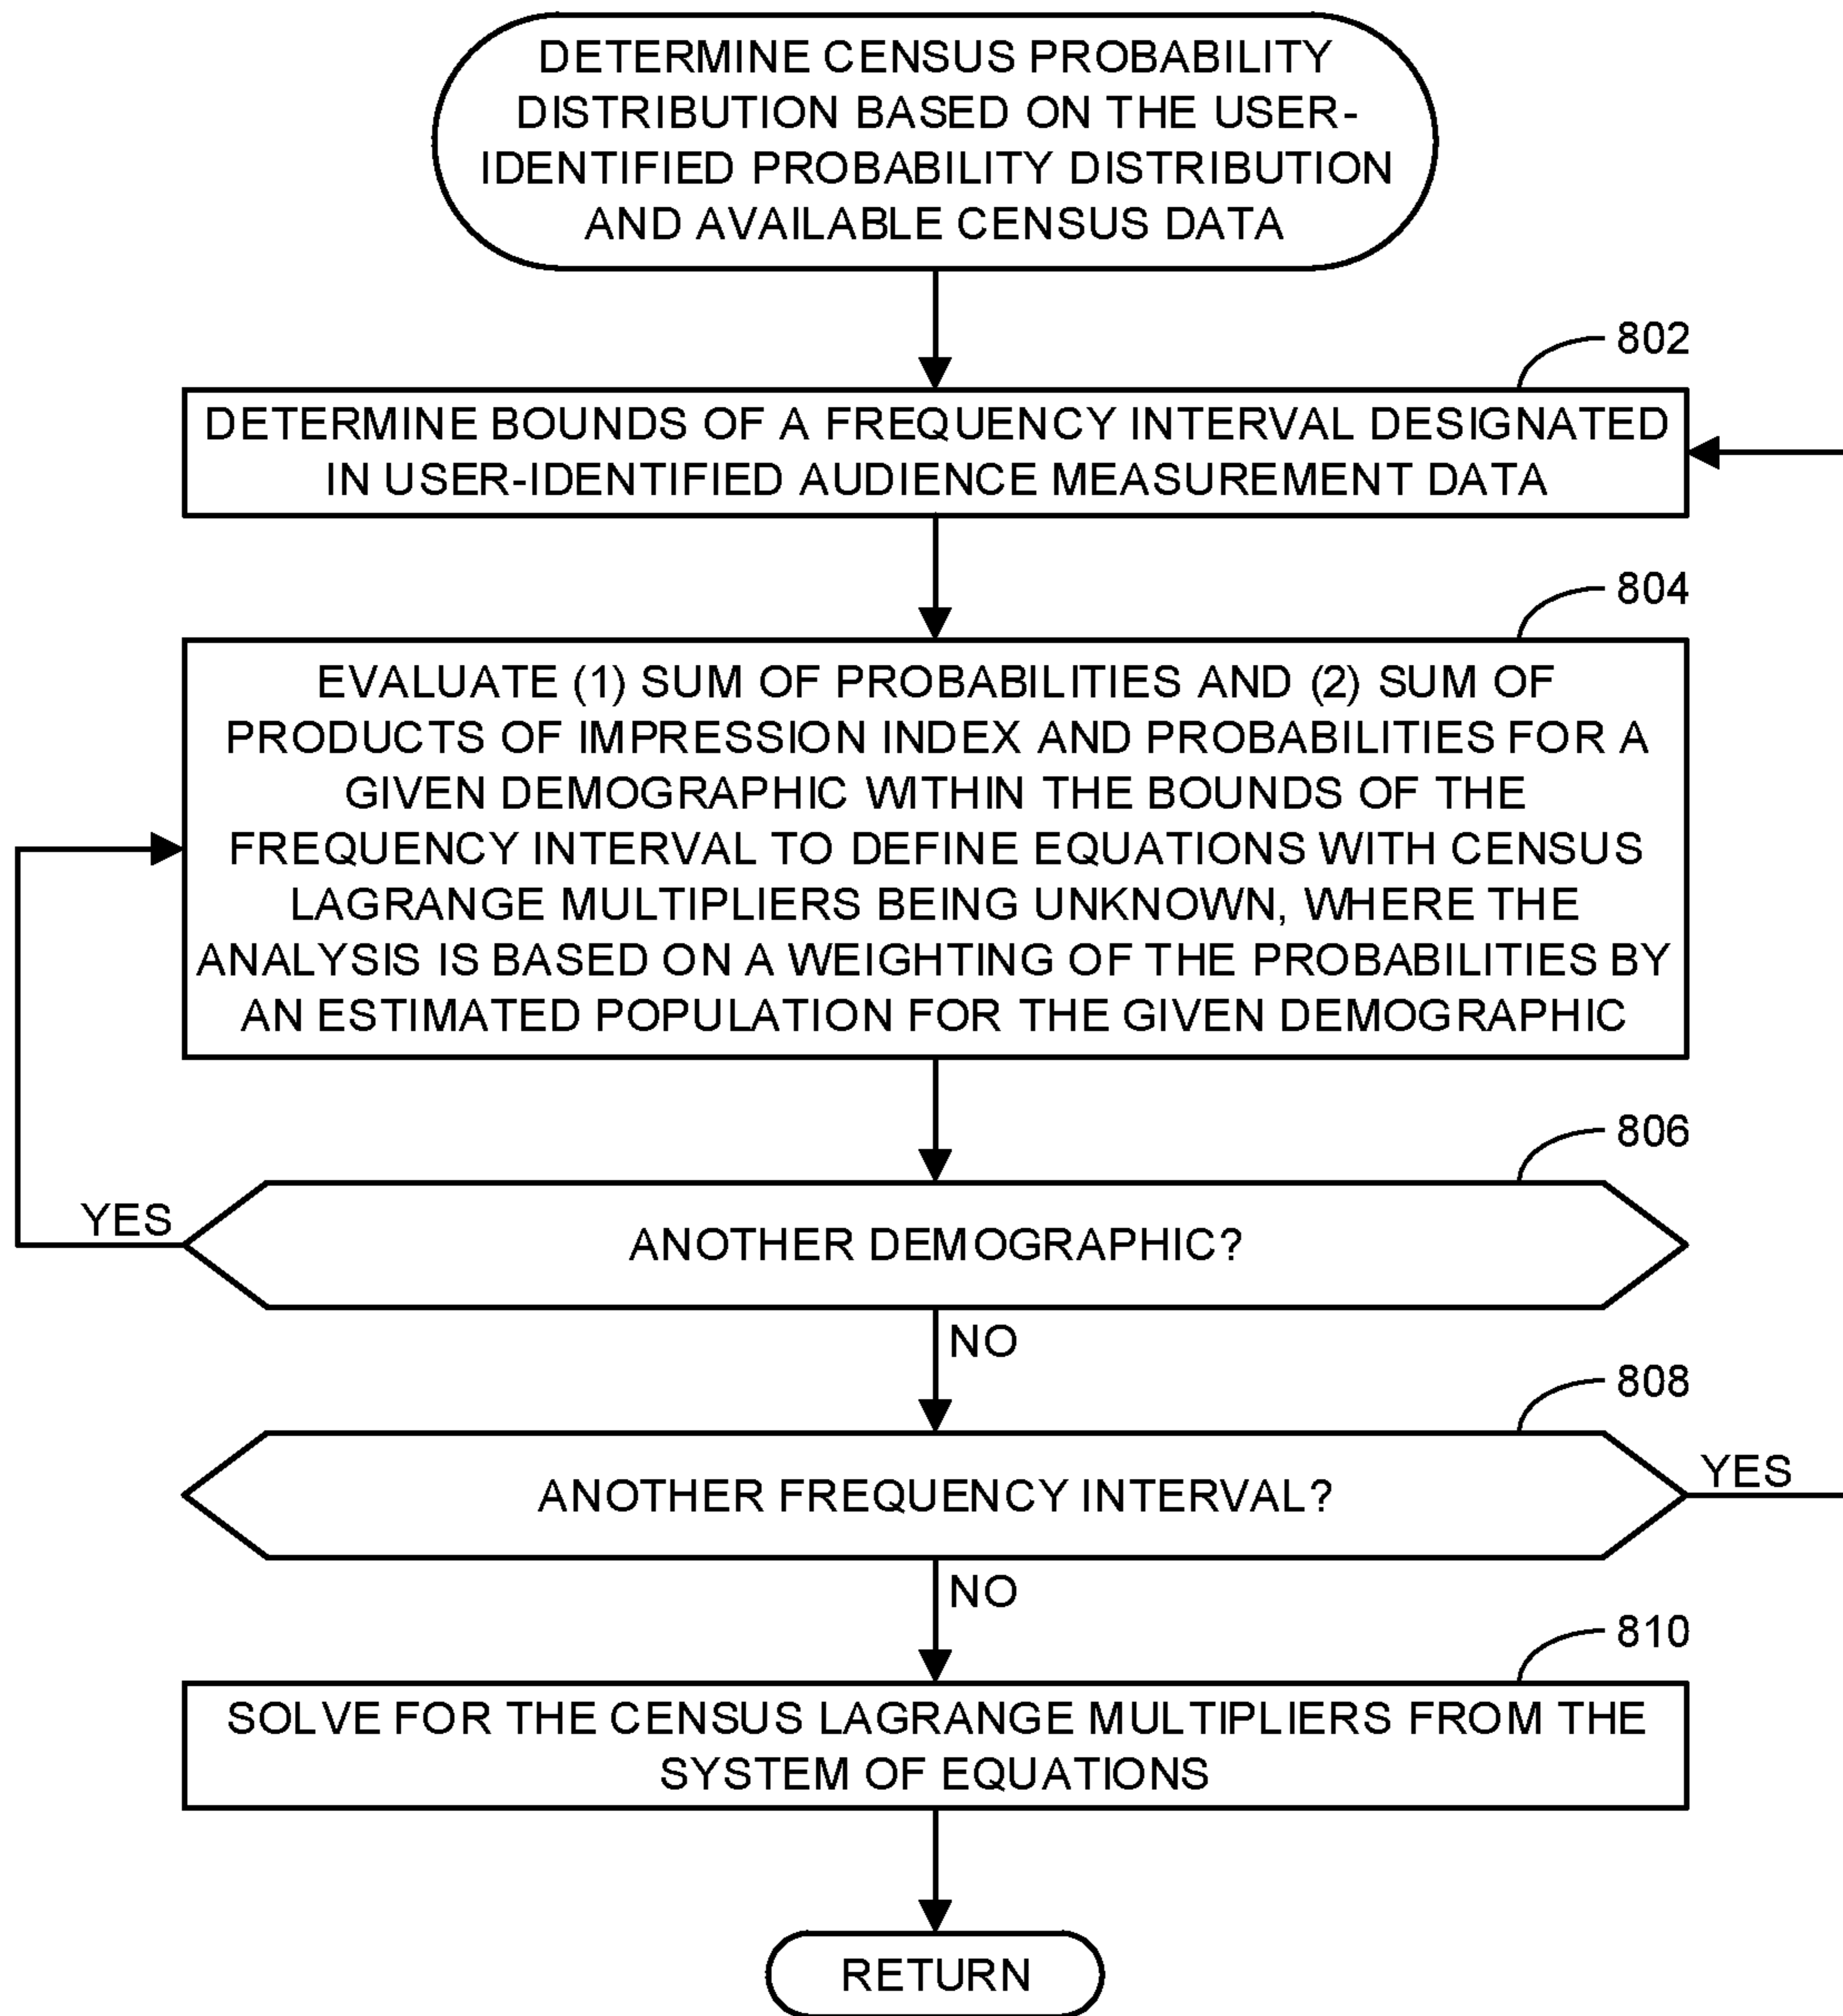 DETERMINE CENSUS PROBABILITY
DISTRIBUTION BASED ON THE USER-
IDENTIFIED PROBABILITY DISTRIBUTION
AND AVAILABLE CENSUS DATA
802
DETERMINE BOUNDS OF A FREQUENCY INTERVAL DESIGNATED
IN USER-IDENTIFIED AUDIENCE MEASUREMENT DATA
804
EVALUATE (1) SUM OF PROBABILITIES AND (2) SUM OF
PRODUCTS OF IMPRESSION INDEX AND PROBABILITIES FOR A
GIVEN DEMOGRAPHIC WITHIN THE BOUNDS OF THE
FREQUENCY INTERVAL TO DEFINE EQUATIONS WITH CENSUS
LAGRANGE MULTIPLIERS BEING UNKNOWN, WHERE THE
ANALYSIS IS BASED ON A WEIGHTING OF THE PROBABILITIES BY
AN ESTIMATED POPULATION FOR THE GIVEN DEMOGRAPHIC
806
YES
ANOTHER DEMOGRAPHIC?
NO
808
ANOTHER FREQUENCY INTERVAL?
YES
NO
810
SOLVE FOR THE CENSUS LAGRANGE MULTIPLIERS FROM THE
SYSTEM OF EQUATIONS
RETURN